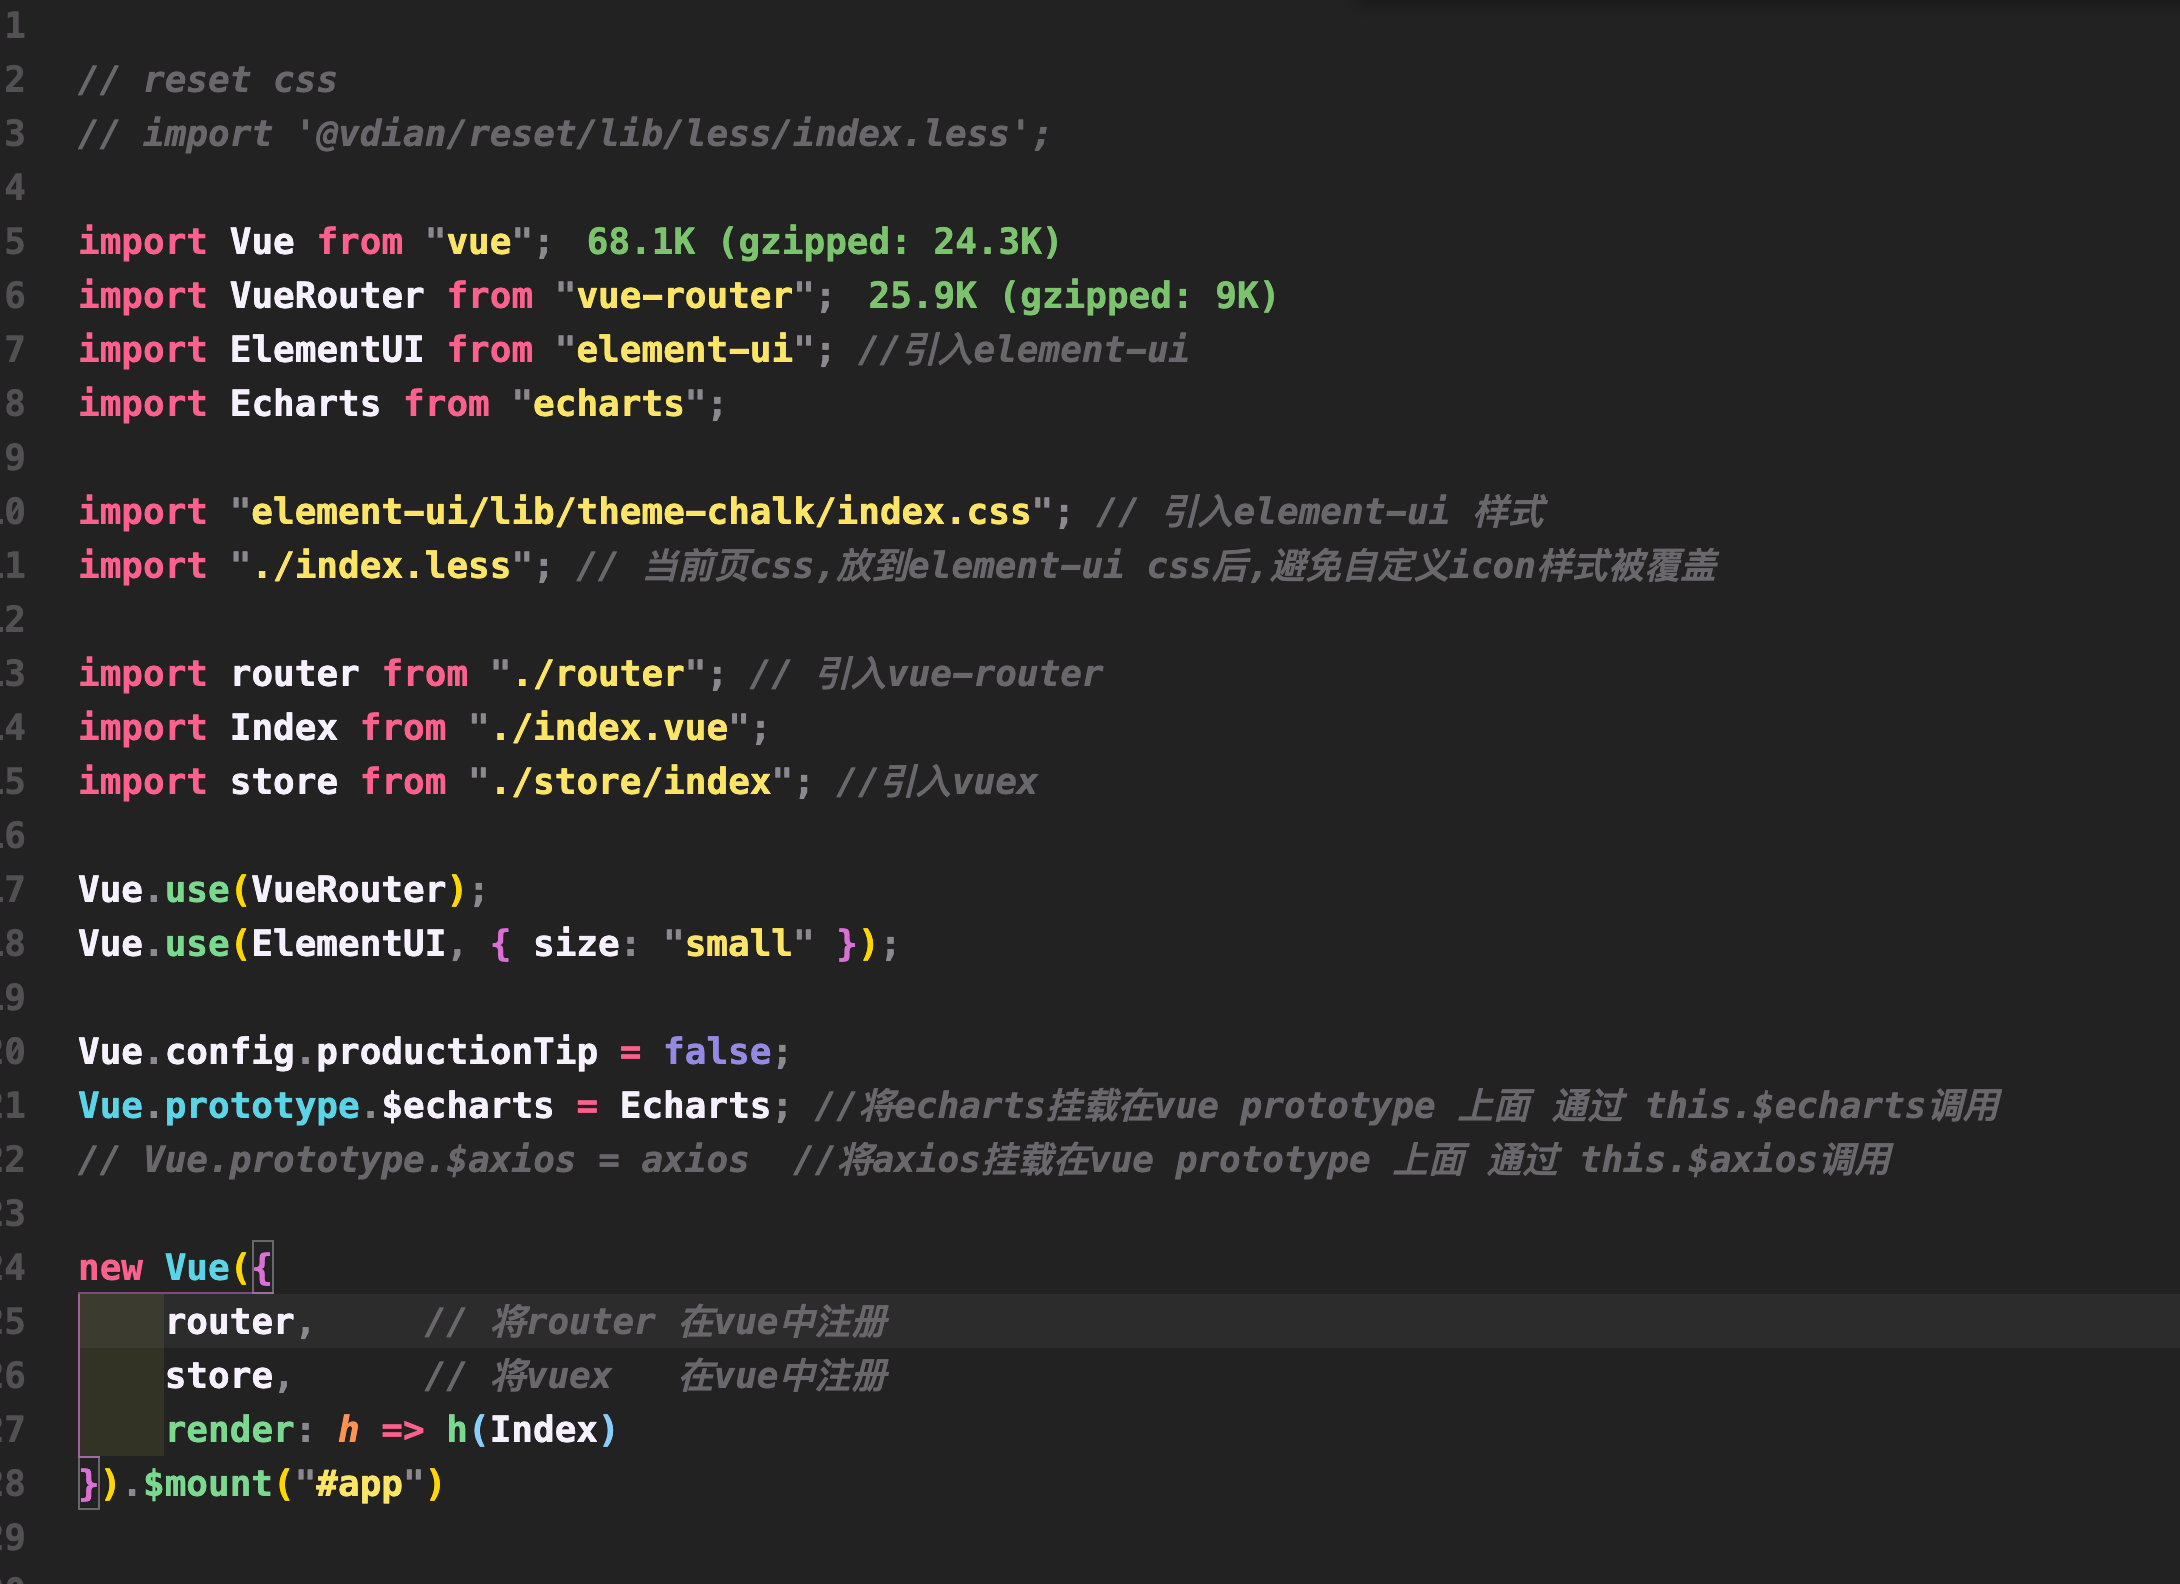 1
2 // reset css
3 // import '@vdian/reset/lib/less/index.less';
4
5 import Vue from "vue"; 68.1K (gzipped: 24.3K)
6 import VueRouter from "vue-router"; 25.9K (gzipped: 9K)
7 import ElementUI from "element-ui"; //引入element-ui
8 import Echarts from "echarts";
9
10 import "element-ui/lib/theme-chalk/index.css"; // 引入element-ui 样式
11 import "./index.less"; // 当前页css,放到element-ui css后,避免自定义icon样式被覆盖
12
13 import router from "./router"; // 引入vue-router
14 import Index from "./index.vue";
15 import store from "./store/index"; //引入vuex
16
17 Vue.use(VueRouter);
18 Vue.use(ElementUI, { size: "small" });
19
20 Vue.config.productionTip = false;
21 Vue.prototype.$echarts = Echarts; //将echarts挂载在vue prototype 上面 通过 this.$echarts调用
22 // Vue.prototype.$axios = axios  //将axios挂载在vue prototype 上面 通过 this.$axios调用
23
24 new Vue({
25     router,     // 将router 在vue中注册
26     store,      // 将vuex   在vue中注册
27     render: h => h(Index)
28 }).$mount("#app")
29